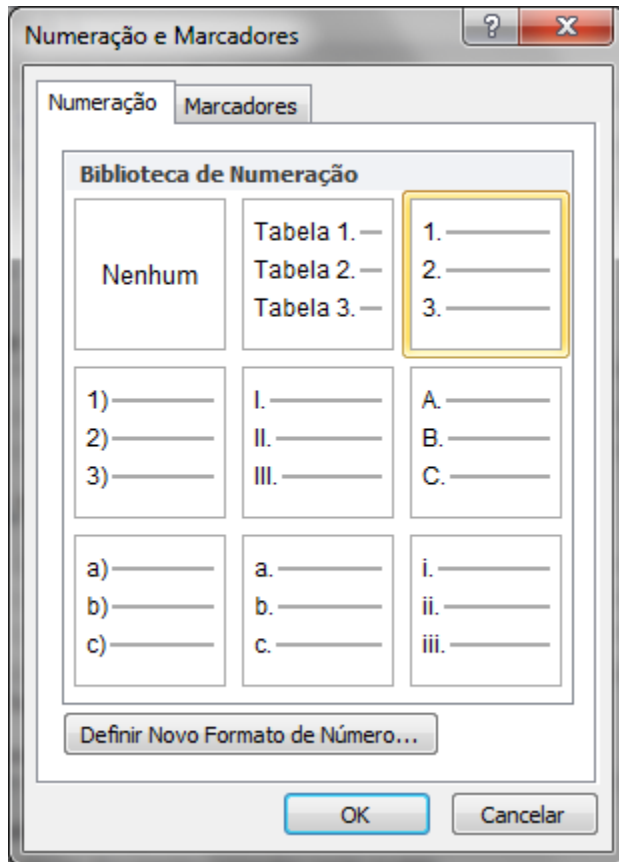 Numeração e Marcadores
?
X
Numeração
Marcadores
Biblioteca de Numeração
Nenhum
Tabela 1.
Tabela 2.
Tabela 3.
1.
2.
3.
1)
2)
3)
I.
II.
III.
A.
B.
C.
a)
b)
c)
a.
b.
c.
i.
ii.
iii.
Definir Novo Formato de Número...
OK
Cancelar